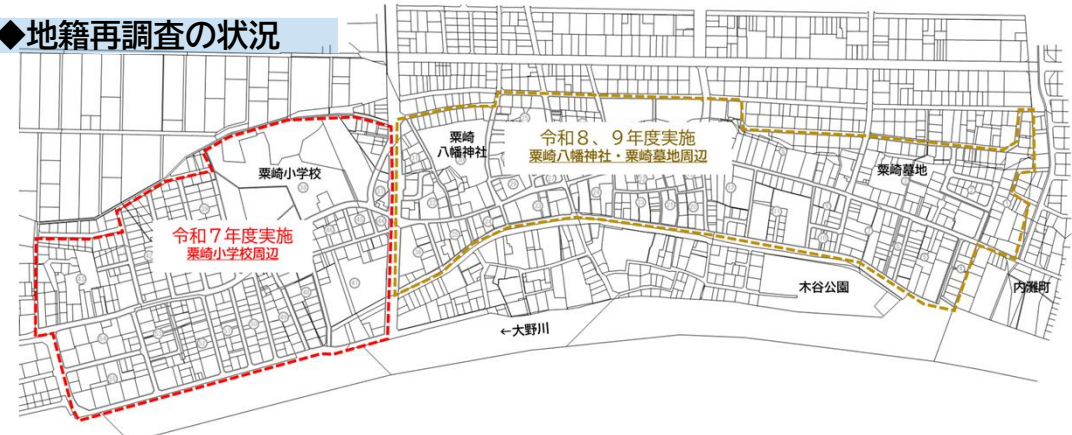 ◆地籍再調査の状況
粟崎小学校
令和7年度実施
粟崎小学校周辺
粟崎
八幡神社
令和8、9年度実施
粟崎八幡神社・粟崎墓地周辺
粟崎墓地
木谷公園
内灘町
←大野川